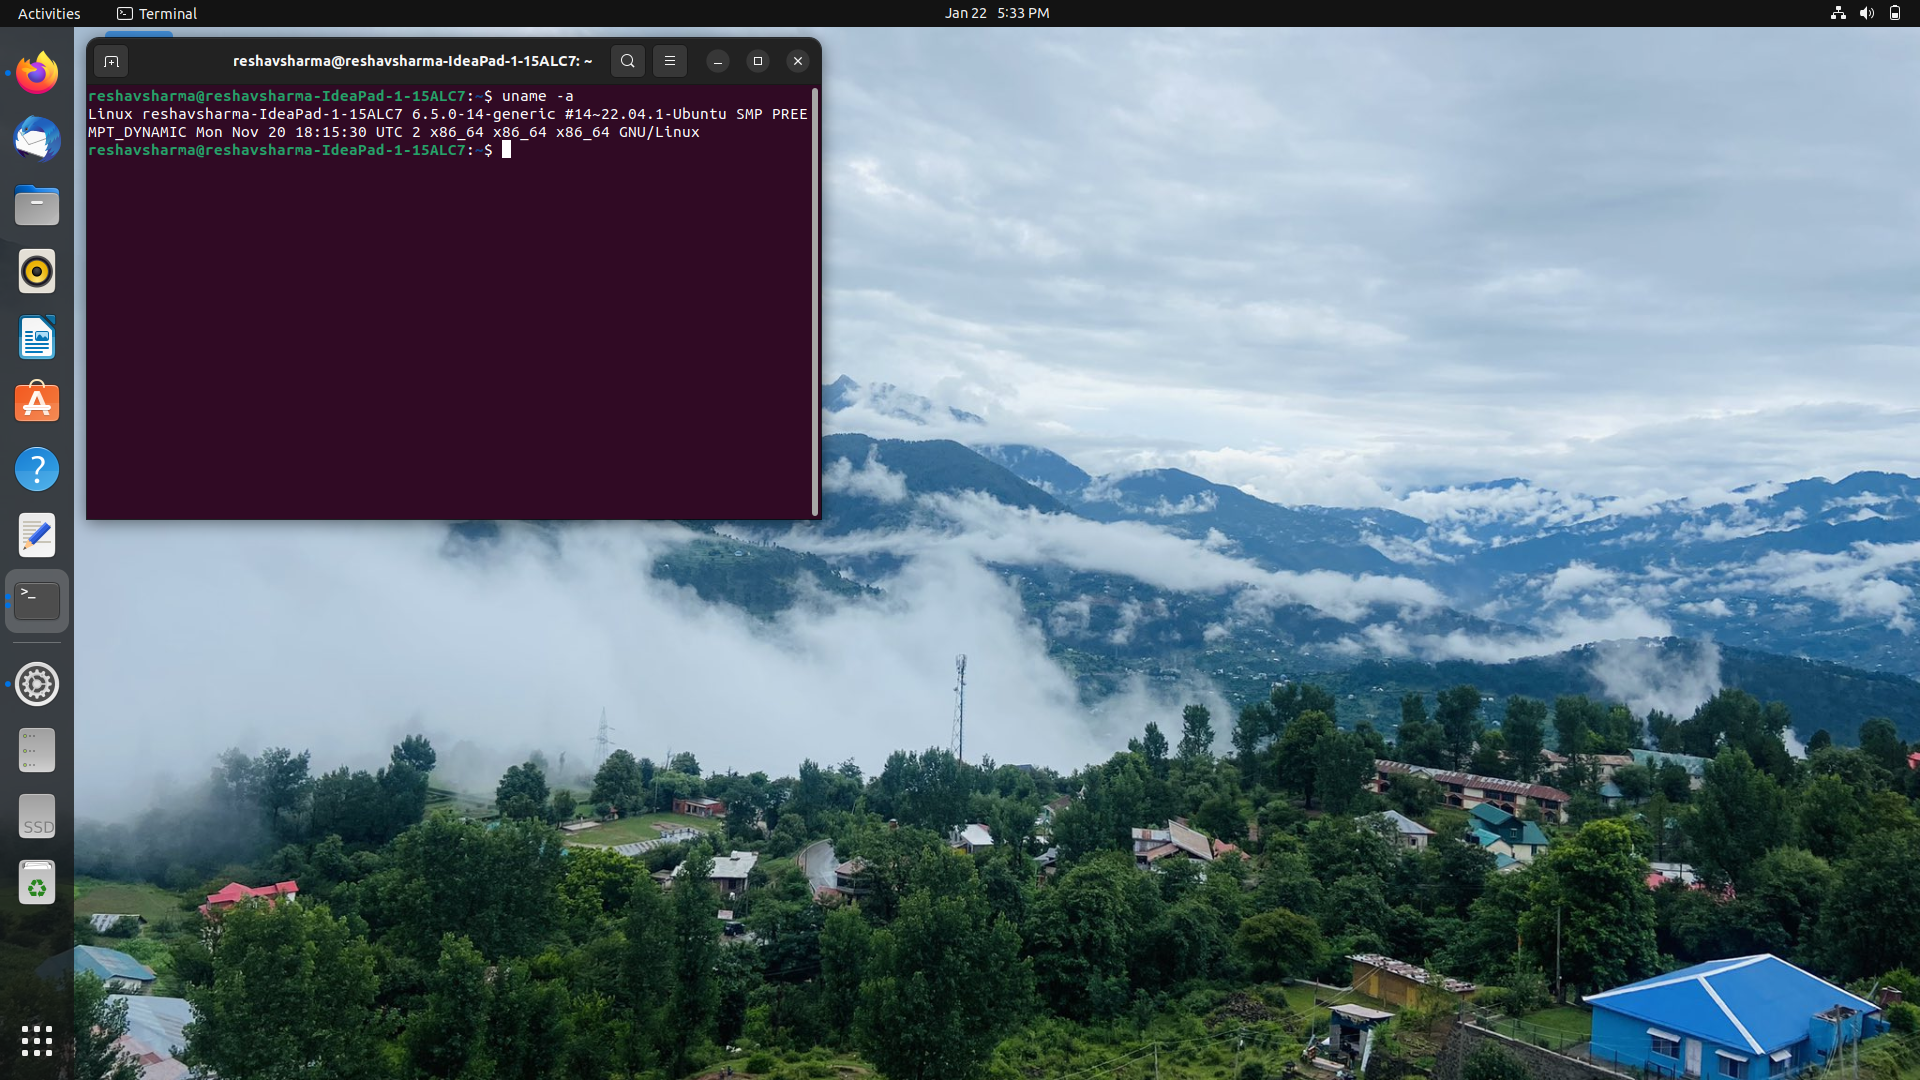 Activities
Terminal
Jan 22 5:33 PM
reshavsharma@reshavsharma-IdeaPad-1-15ALC7: ~
reshavsharma@reshavsharma-IdeaPad-1-15ALC7:~$ uname -a
Linux reshavsharma-IdeaPad-1-15ALC7 6.5.0-14-generic #14~22.04.1-Ubuntu SMP PREE
MPT_DYNAMIC Mon Nov 20 18:15:30 UTC 2 x86_64 x86_64 x86_64 GNU/Linux
reshavsharma@reshavsharma-IdeaPad-1-15ALC7:~$
>_
SSD